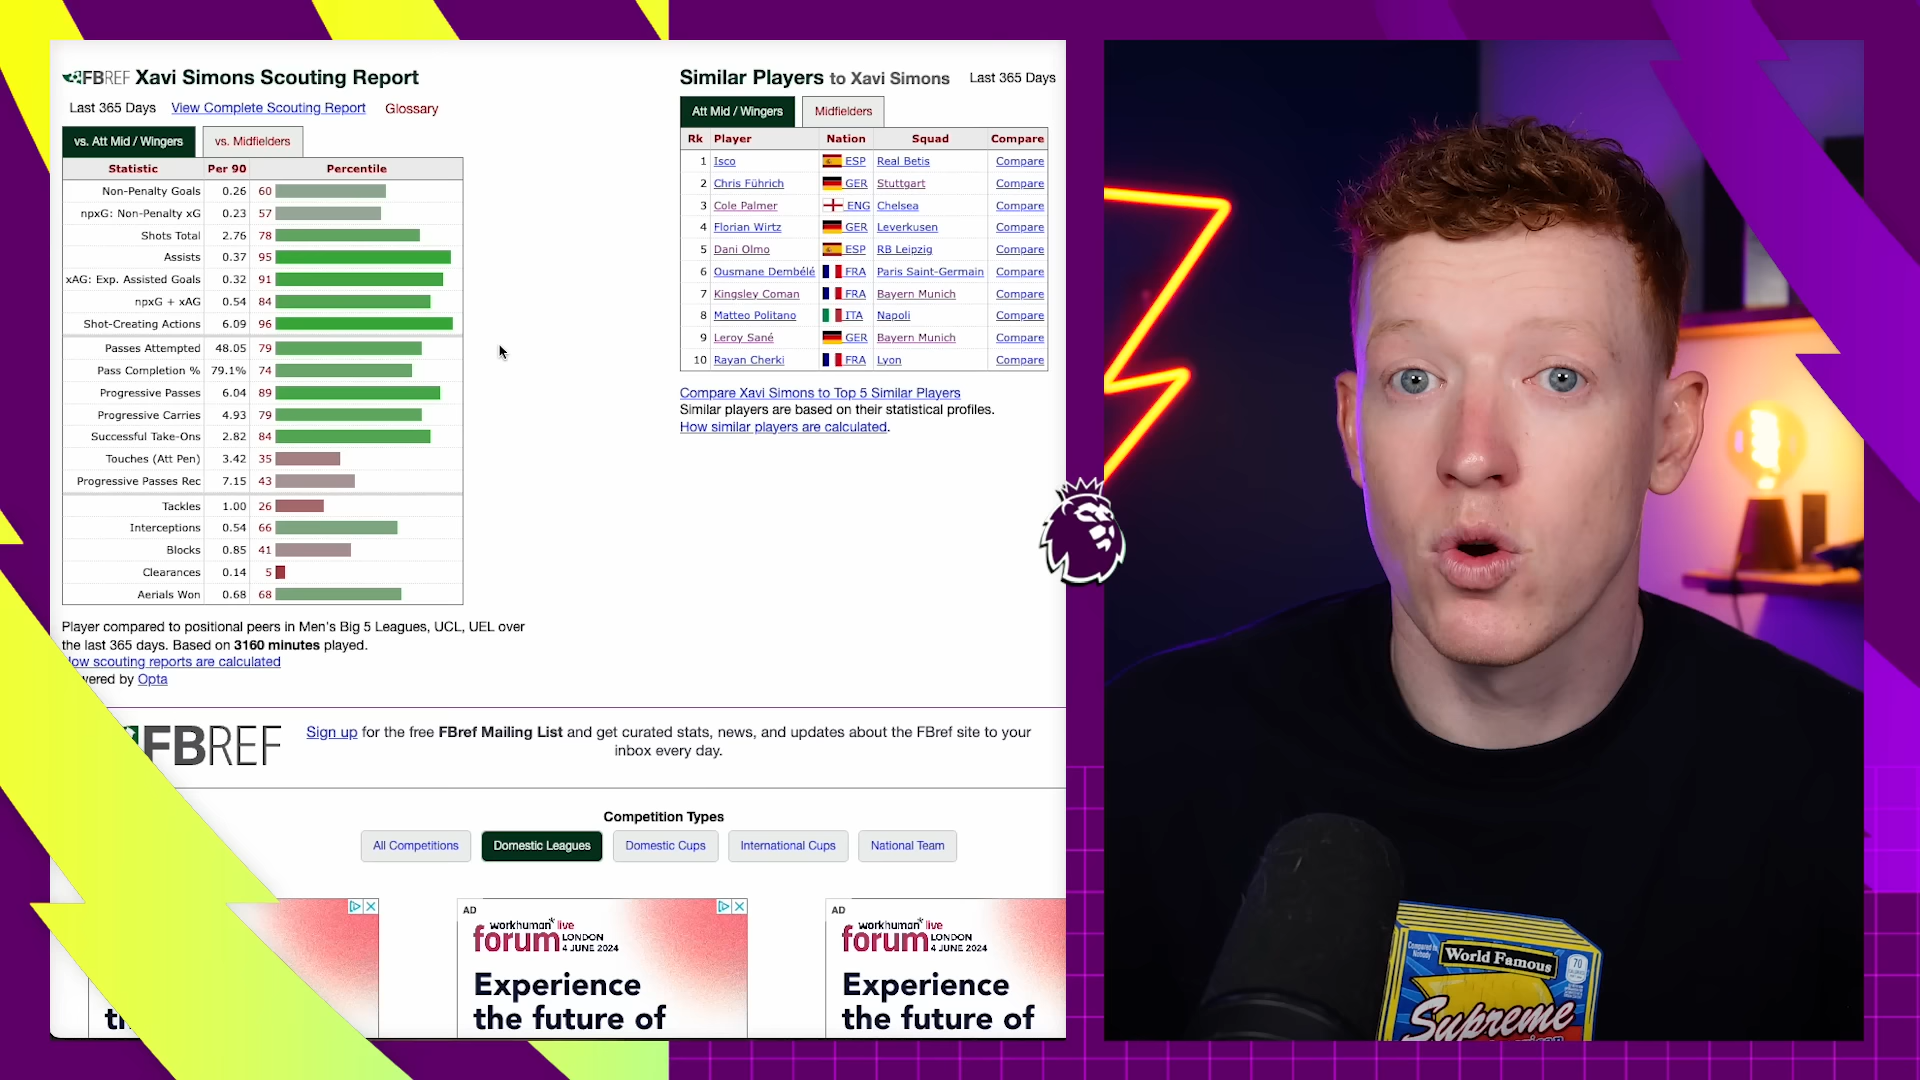 FBREF Xavi Simons Scouting Report
Last 365 Days View Complete Scouting Report Glossary
vs. Att Mid / Wingers vs. Midfielders
Statistic Per 90 Percentile
Non-Penalty Goals 0.26 60
npxG: Non-Penalty xG 0.23 57
Shots Total 2.76 78
Assists 0.37 95
xAG: Exp. Assisted Goals 0.32 91
npxG + xAG 0.54 84
Shot-Creating Actions 6.09 96
Passes Attempted 48.05 79
Pass Completion % 79.1% 74
Progressive Passes 6.04 89
Progressive Carries 4.93 79
Successful Take-Ons 2.82 84
Touches (Att Pen) 3.42 35
Progressive Passes Rec 7.15 43
Tackles 1.00 26
Interceptions 0.54 66
Blocks 0.85 41
Clearances 0.14 5
Aerials Won 0.68 68
Player compared to positional peers in Men's Big 5 Leagues, UCL, UEL over
the last 365 days. Based on 3160 minutes played.
ow scouting reports are calculated
wered by Opta
Similar Players to Xavi Simons Last 365 Days
Att Mid / Wingers Midfielders
Rk Player Nation Squad Compare
1 Isco ESP Real Betis Compare
2 Chris Führich GER Stuttgart Compare
3 Cole Palmer ENG Chelsea Compare
4 Florian Wirtz GER Leverkusen Compare
5 Dani Olmo ESP RB Leipzig Compare
6 Ousmane Dembélé FRA Paris Saint-Germain Compare
7 Kingsley Coman FRA Bayern Munich Compare
8 Matteo Politano ITA Napoli Compare
9 Leroy Sané GER Bayern Munich Compare
10 Rayan Cherki FRA Lyon Compare
Compare Xavi Simons to Top 5 Similar Players
Similar players are based on their statistical profiles.
How similar players are calculated.
FBREF
Sign up for the free FBref Mailing List and get curated stats, news, and updates about the FBref site to your
inbox every day.
Competition Types
All Competitions Domestic Leagues Domestic Cups International Cups National Team
th
AD
workhuman* live
forum LONDON
4 JUNE 2024
Experience
the future of
AD
workhuman* live
forum LONDON
4 JUNE 2024
Experience
the future of
Compared to
Nobody
World Famous
70
Supreme